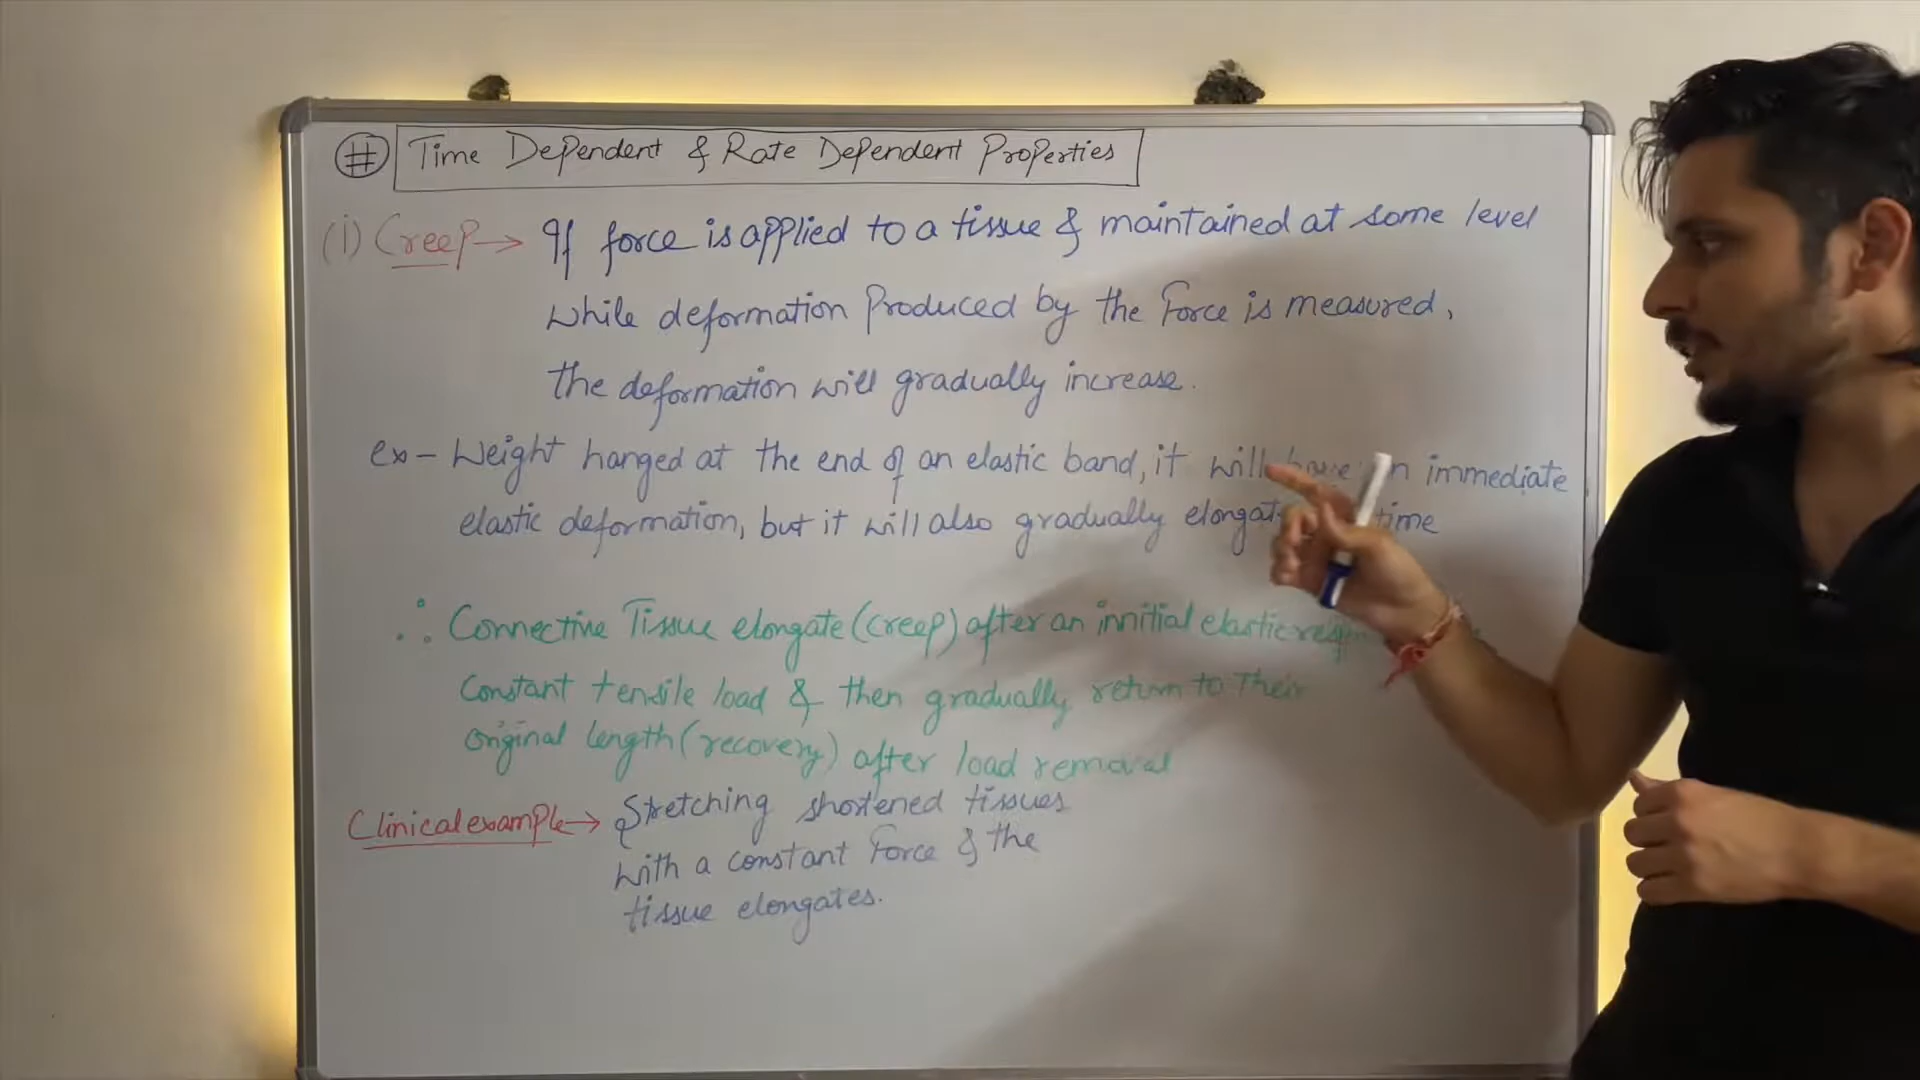 # Time Dependent & Rate Dependent Properties
(i) Creep → If force is applied to a tissue & maintained at some level
while deformation produced by the force is measured,
the deformation will gradually increase.
ex - Weight hanged at the end of an elastic band, it will immediate
elastic deformation, but it will also gradually time
∴ Connective Tissue elongate (creep) after an innitial elastic
constant tensile load & then gradually return to their
original length (recovery) after load removal
Clinical example → Stretching shortened tissues
with a constant force & the
tissue elongates.